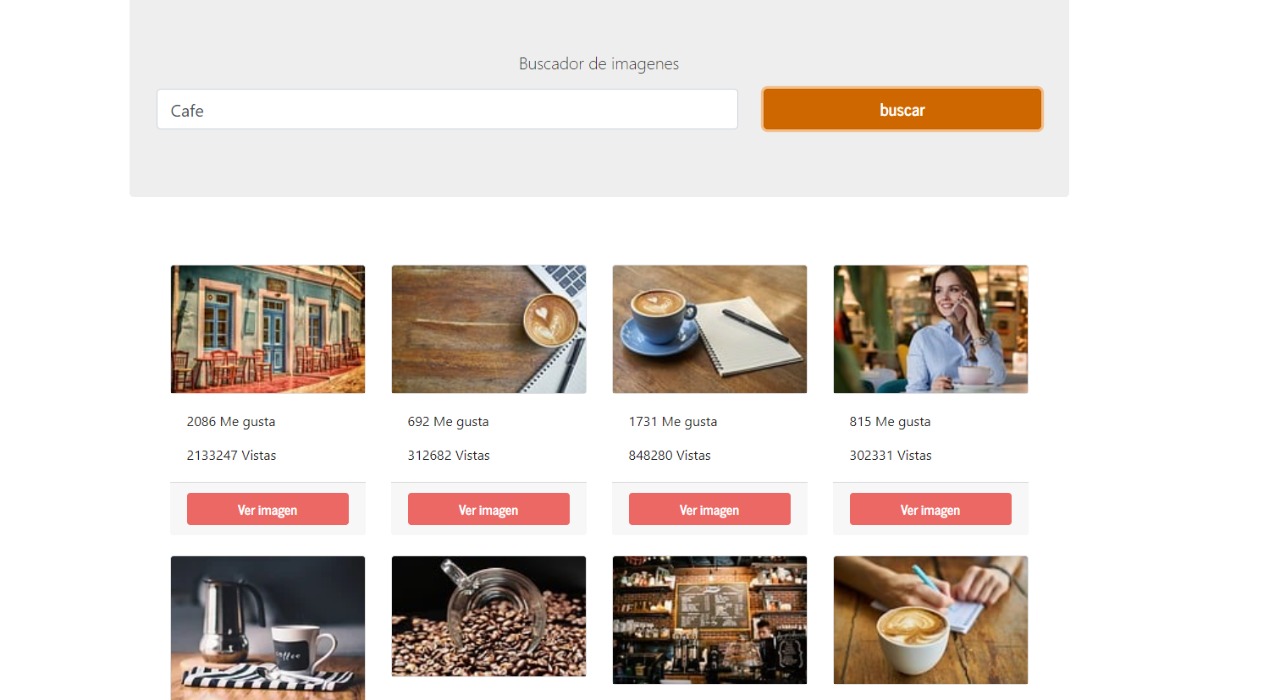 Buscador de imagenes
Cafe
buscar
2086 Me gusta
692 Me gusta
1731 Me gusta
815 Me gusta
2133247 Vistas
312682 Vistas
848280 Vistas
302331 Vistas
Ver imagen
Ver imagen
Ver imagen
Ver imagen